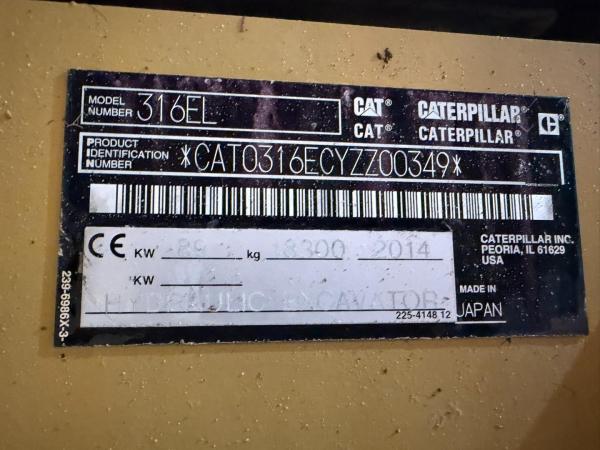 MODEL NUMBER 316EL
CAT® CATERPILLAR® C
CAT® CATERPILLAR®
PRODUCT IDENTIFICATION NUMBER *CAT0316ECYZZ00349*
CE KW 89 kg 2014
KW
HYDRAULIC EXCAVATOR
225-4148 12
CATERPILLAR INC.
PEORIA, IL 61629
USA
MADE IN
JAPAN
239-6986X-3-